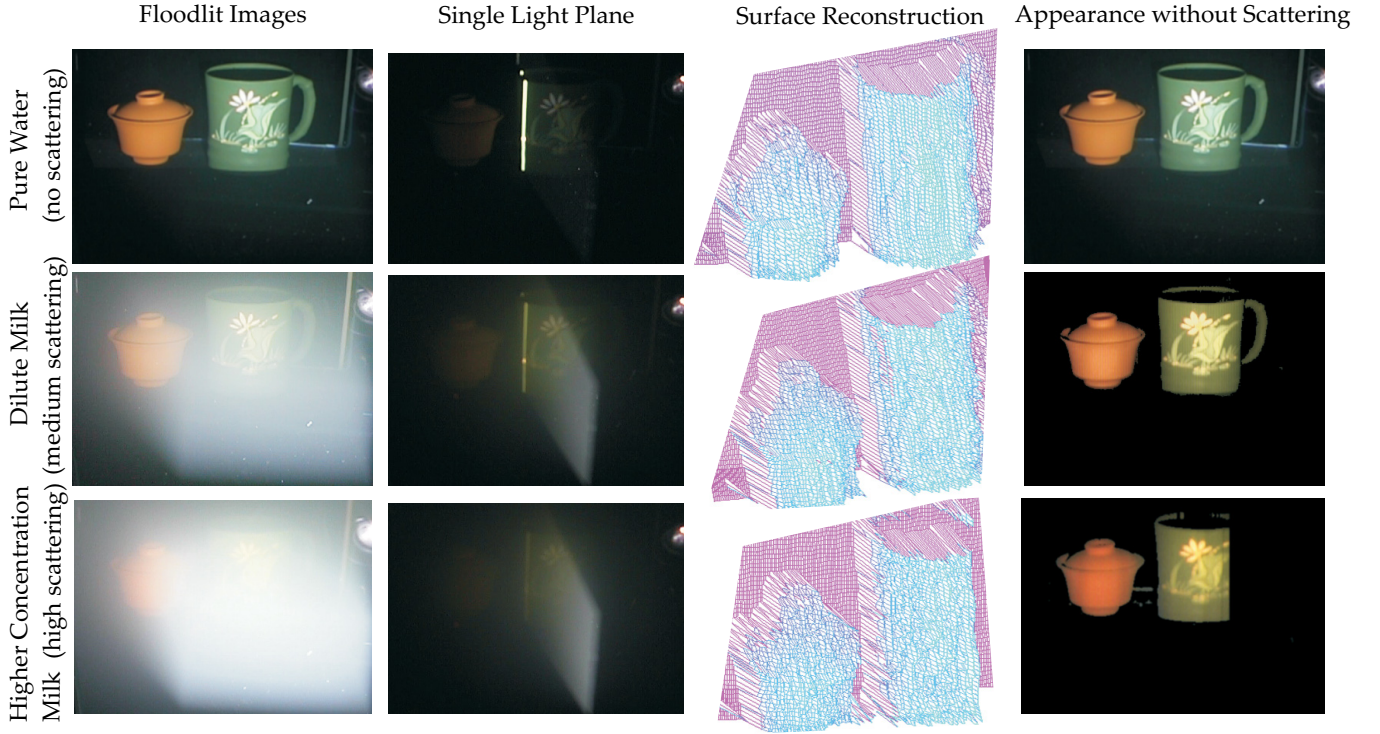 Floodlit Images
Single Light Plane
Surface Reconstruction
Appearance without Scattering
Pure Water
(no scattering)
Dilute Milk
(medium scattering)
Higher Concentration
Milk (high scattering)